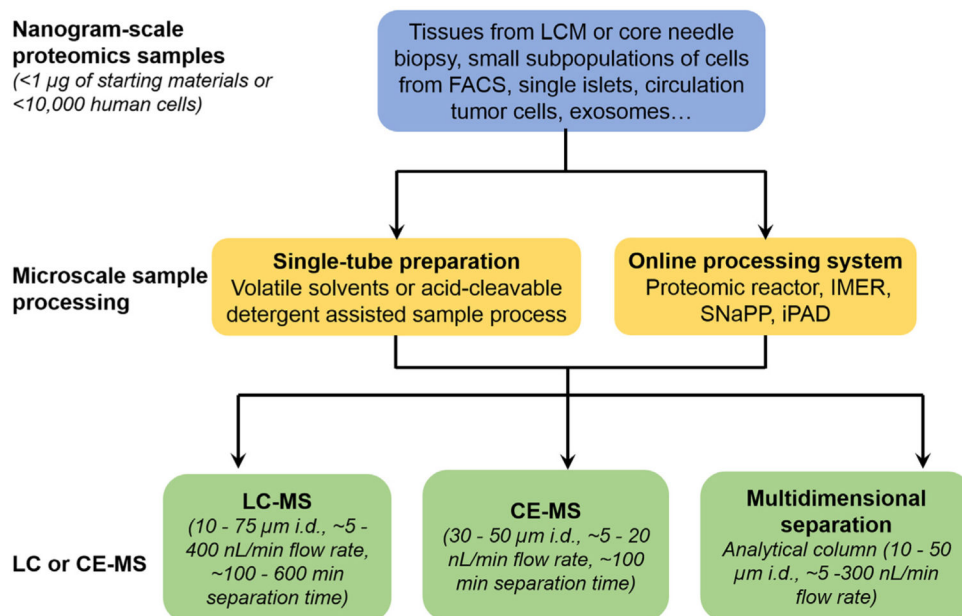 Nanogram-scale
proteomics samples
(<1 µg of starting materials or
<10,000 human cells)
Tissues from LCM or core needle
biopsy, small subpopulations of cells
from FACS, single islets, circulation
tumor cells, exosomes…
Microscale sample
processing
Single-tube preparation
Volatile solvents or acid-cleavable
detergent assisted sample process
Online processing system
Proteomic reactor, IMER,
SNaPP, iPAD
LC or CE-MS
LC-MS
(10 - 75 µm i.d., ~5 -
400 nL/min flow rate,
~100 - 600 min
separation time)
CE-MS
(30 - 50 µm i.d., ~5 - 20
nL/min flow rate, ~100
min separation time)
Multidimensional
separation
Analytical column (10 - 50
µm i.d., ~5 -300 nL/min
flow rate)